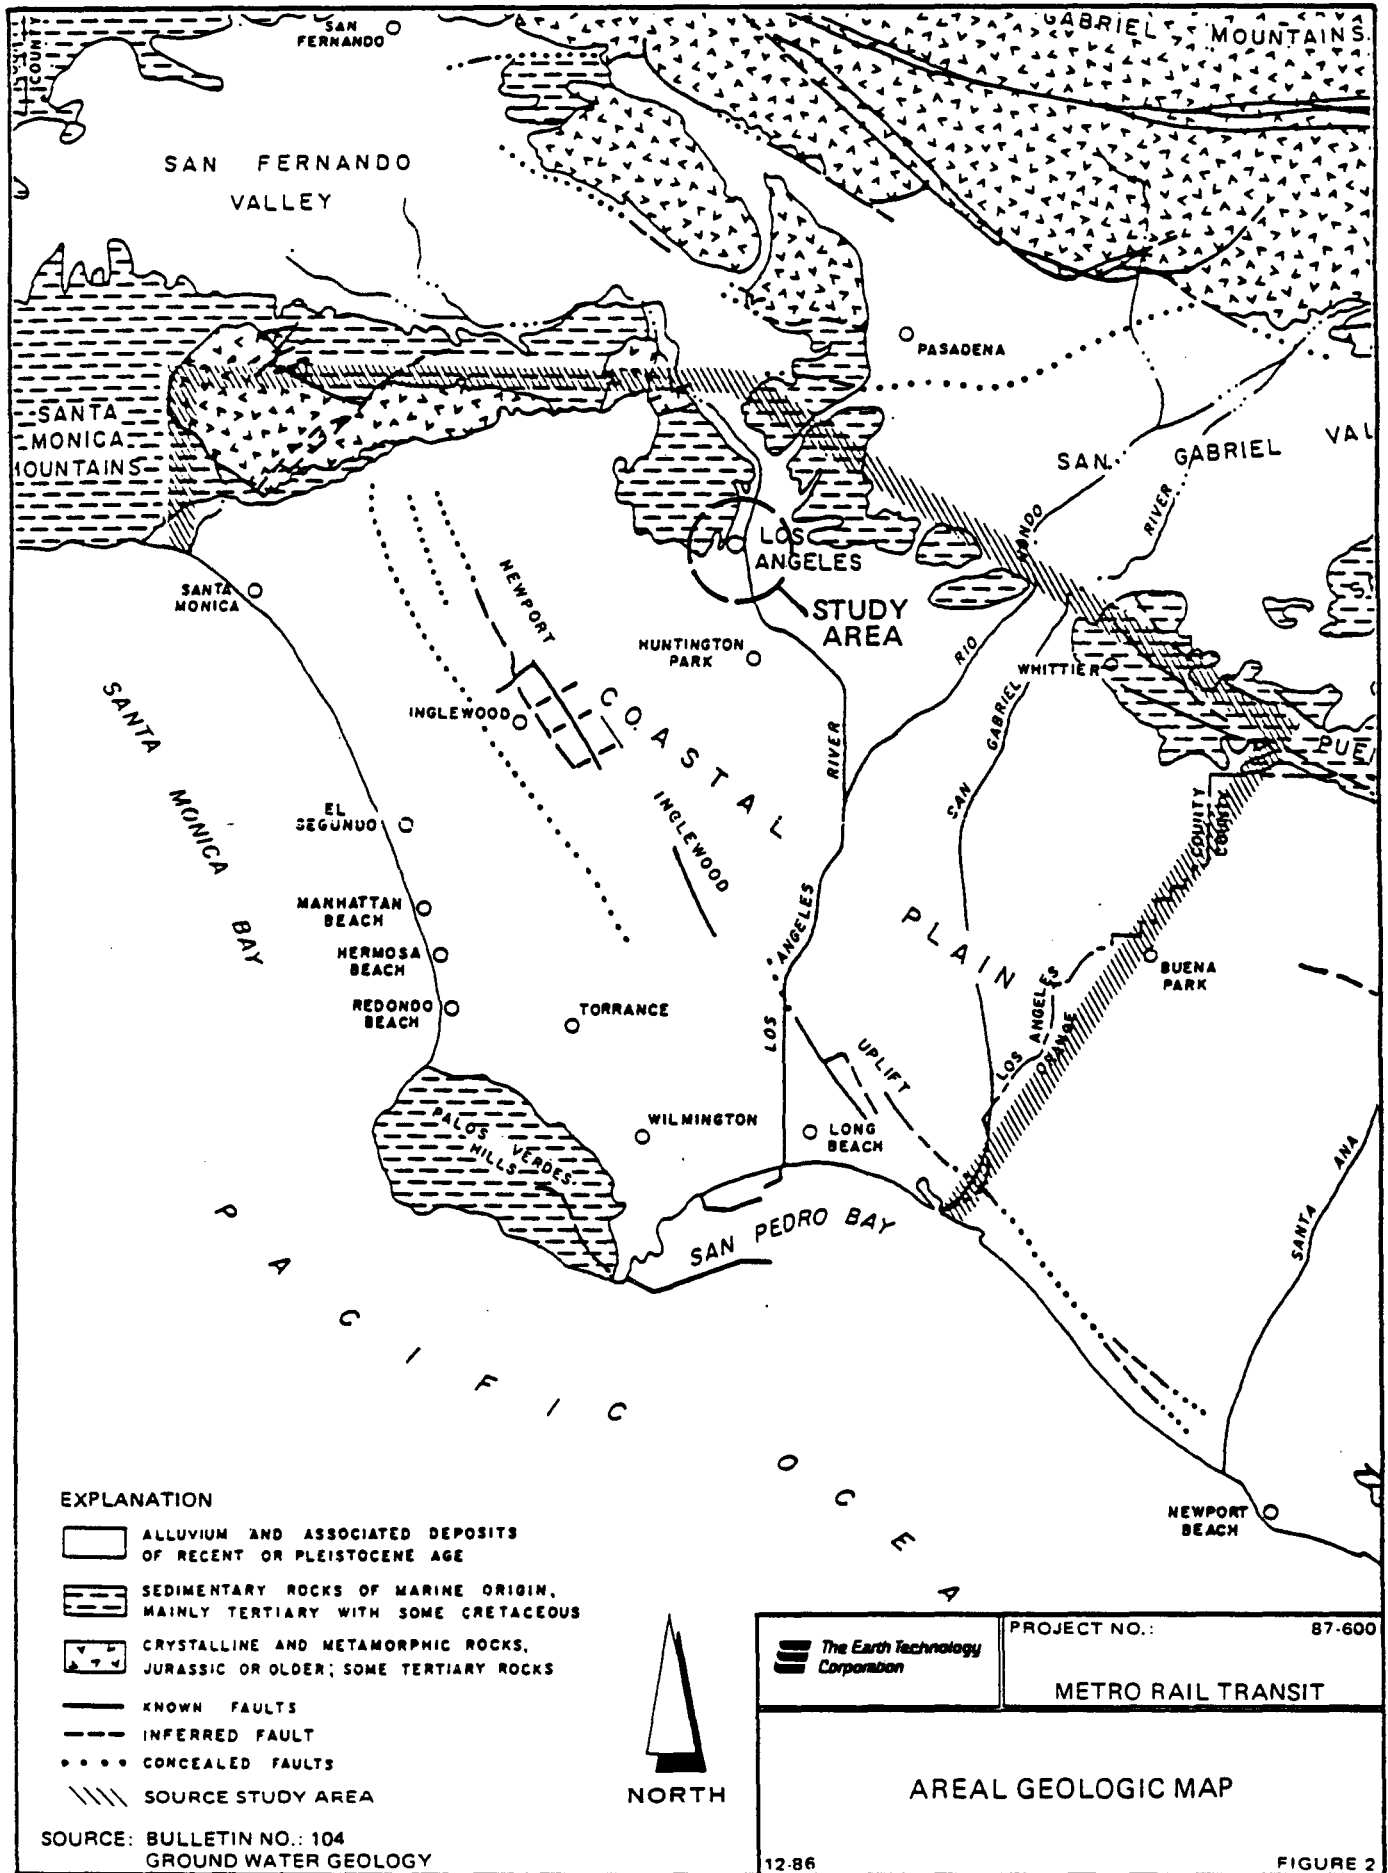 COUNTY
SAN
FERNANDO
GABRIEL MOUNTAINS
SAN FERNANDO
VALLEY
PASADENA
SANTA
MONICA
MOUNTAINS
SAN GABRIEL VAL
RIVER
HONDO
LOS
ANGELES
STUDY
AREA
NEWPORT
SANTA
MONICA
HUNTINGTON
PARK
RIO
WHITTIER
GABRIEL
SAN
INGLEWOOD
COASTAL
RIVER
PUE
SANTA MONICA BAY
EL
SEGUNDO
INGLEWOOD
COUNTY
COUNTY
MANHATTAN
BEACH
ANGELES
PLAIN
HERMOSA
BEACH
BUENA
PARK
REDONDO
BEACH
TORRANCE
LOS
LOS ANGELES
ORANGE
UPLIFT
PALOS VERDES
HILLS
WILMINGTON
LONG
BEACH
SANTA ANA
SAN PEDRO BAY
PACIFIC OCEA
NEWPORT
BEACH
EXPLANATION
ALLUVIUM AND ASSOCIATED DEPOSITS
OF RECENT OR PLEISTOCENE AGE
SEDIMENTARY ROCKS OF MARINE ORIGIN,
MAINLY TERTIARY WITH SOME CRETACEOUS
CRYSTALLINE AND METAMORPHIC ROCKS,
JURASSIC OR OLDER; SOME TERTIARY ROCKS
KNOWN FAULTS
INFERRED FAULT
CONCEALED FAULTS
SOURCE STUDY AREA
SOURCE: BULLETIN NO.: 104
GROUND WATER GEOLOGY
NORTH
The Earth Technology
Corporation
PROJECT NO.: 87-600
METRO RAIL TRANSIT
AREAL GEOLOGIC MAP
12-86
FIGURE 2